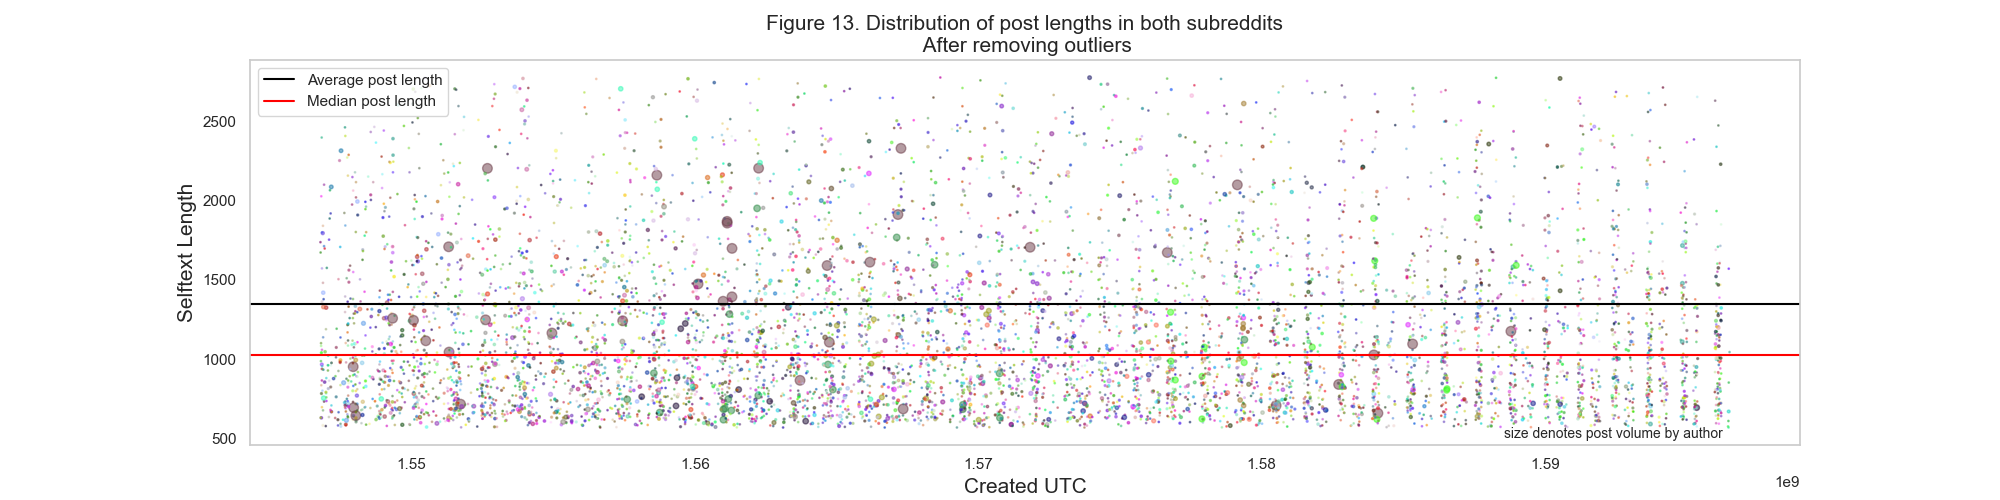 Figure 13. Distribution of post lengths in both subreddits
After removing outliers
Average post length
Median post length
Selftext Length
2500
2000
1500
1000
500
size denotes post volume by author
1.55
1.56
1.57
1.58
1.59
1e9
Created UTC